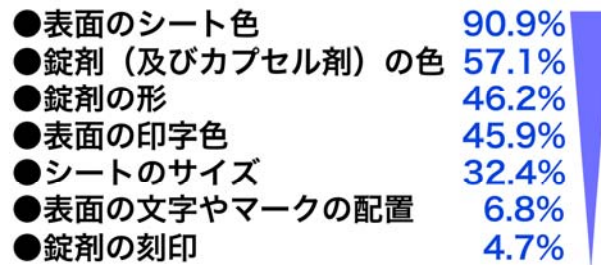 ●表面のシート色 90.9%
●錠剤（及びカプセル剤）の色 57.1%
●錠剤の形 46.2%
●表面の印字色 45.9%
●シートのサイズ 32.4%
●表面の文字やマークの配置 6.8%
●錠剤の刻印 4.7%